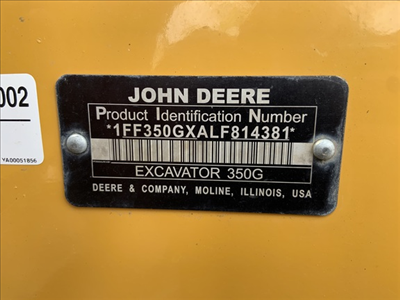 002
YA00051856
JOHN DEERE
Product Identification Number
*1FF350GXALF814381*
EXCAVATOR 350G
DEERE & COMPANY, MOLINE, ILLINOIS, USA